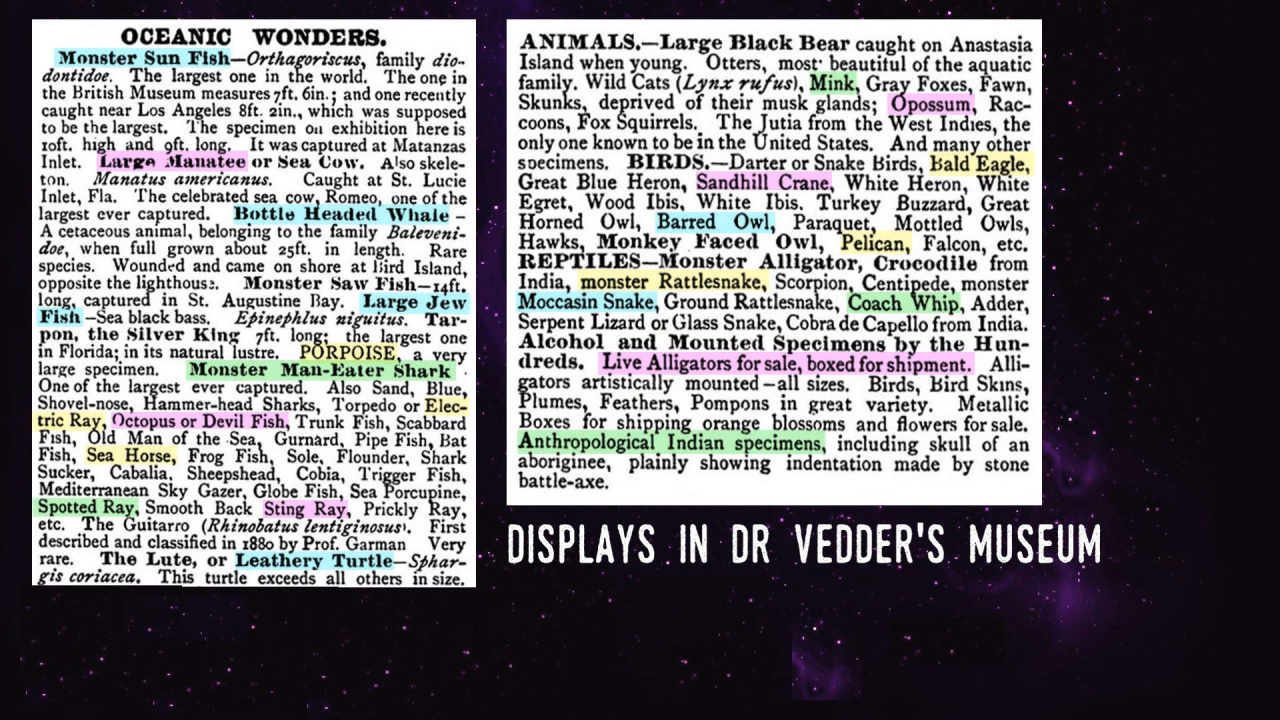 OCEANIC WONDERS.
Monster Sun Fish—Orthagoriscus, family dio-
dontidoe. The largest one in the world. The one in
the British Museum measures 7ft. 6in.; and one recently
caught near Los Angeles 8ft. 2in., which was supposed
to be the largest. The specimen on exhibition here is
10ft. high and 9ft. long. It was captured at Matanzas
Inlet. Large Manatee or Sea Cow. Also skele-
ton. Manatus americanus. Caught at St. Lucie
Inlet, Fla. The celebrated sea cow, Romeo, one of the
largest ever captured. Bottle Headed Whale —
A cetaceous animal, belonging to the family Baleveni-
doe, when full grown about 25ft. in length. Rare
species. Wounded and came on shore at Bird Island,
opposite the lighthouse. Monster Saw Fish—14ft.
long, captured in St. Augustine Bay. Large Jew
Fish—Sea black bass. Epinephlus niguitus. Tar-
pon, the Silver King 7ft. long; the largest one
in Florida; in its natural lustre. PORPOISE, a very
large specimen. Monster Man-Eater Shark
One of the largest ever captured. Also Sand, Blue,
Shovel-nose, Hammer-head Sharks, Torpedo or Elec-
tric Ray, Octopus or Devil Fish, Trunk Fish, Scabbard
Fish, Old Man of the Sea, Gurnard, Pipe Fish, Bat
Fish, Sea Horse, Frog Fish, Sole, Flounder, Shark
Sucker, Cabalia, Sheepshead, Cobia, Trigger Fish,
Mediterranean Sky Gazer, Globe Fish, Sea Porcupine,
Spotted Ray, Smooth Back Sting Ray, Prickly Ray,
etc. The Guitarro (Rhinobatus lentiginosus). First
described and classified in 1880 by Prof. Garman Very
rare. The Lute, or Leathery Turtle—Sphar-
gis coriacea. This turtle exceeds all others in size.
ANIMALS.—Large Black Bear caught on Anastasia
Island when young. Otters, most beautiful of the aquatic
family. Wild Cats (Lynx rufus), Mink, Gray Foxes, Fawn,
Skunks, deprived of their musk glands; Opossum, Rac-
coons, Fox Squirrels. The Jutia from the West Indies, the
only one known to be in the United States. And many other
specimens. BIRDS.—Darter or Snake Birds, Bald Eagle,
Great Blue Heron, Sandhill Crane, White Heron, White
Egret, Wood Ibis, White Ibis. Turkey Buzzard, Great
Horned Owl, Barred Owl, Paraquet, Mottled Owls,
Hawks, Monkey Faced Owl, Pelican, Falcon, etc.
REPTILES—Monster Alligator, Crocodile from
India, monster Rattlesnake, Scorpion, Centipede, monster
Moccasin Snake, Ground Rattlesnake, Coach Whip, Adder,
Serpent Lizard or Glass Snake, Cobra de Capello from India.
Alcohol and Mounted Specimens by the Hun-
dreds. Live Alligators for sale, boxed for shipment. Alli-
gators artistically mounted—all sizes. Birds, Bird Skins,
Plumes, Feathers, Pompons in great variety. Metallic
Boxes for shipping orange blossoms and flowers for sale.
Anthropological Indian specimens, including skull of an
aboriginee, plainly showing indentation made by stone
battle-axe.
DISPLAYS IN DR VEDDER'S MUSEUM